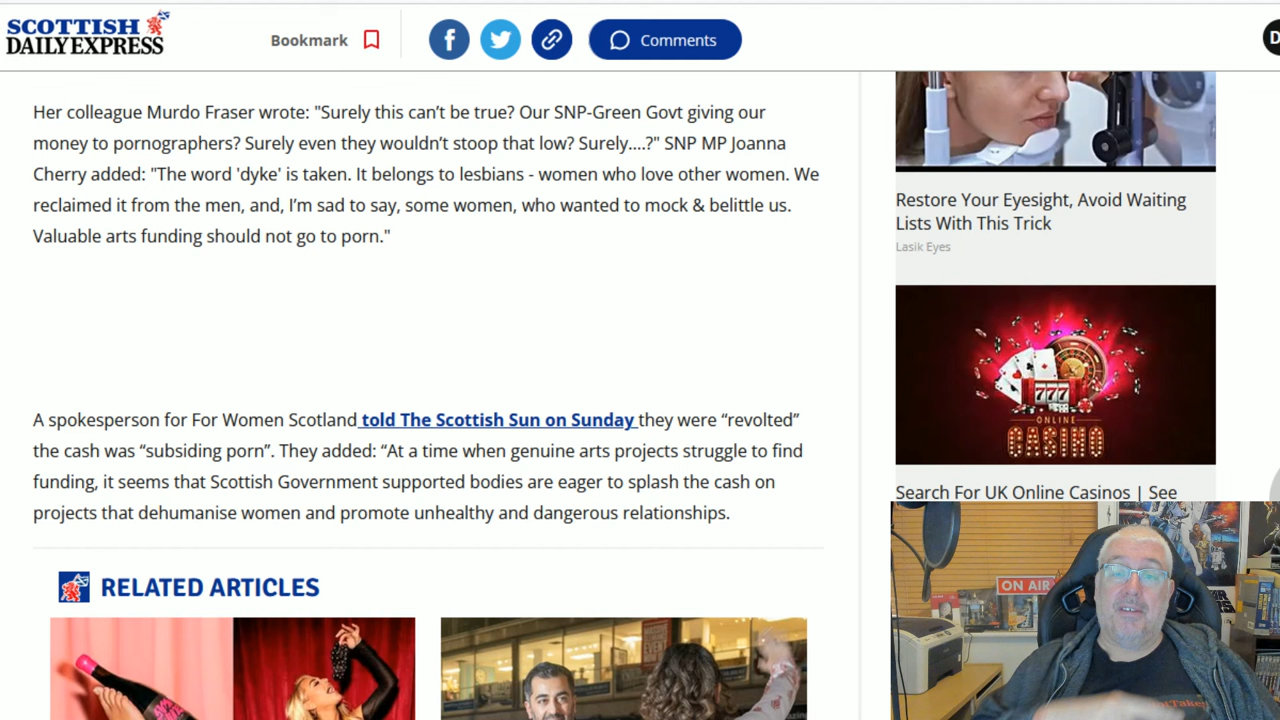 SCOTTISH
DAILY EXPRESS
Bookmark
Comments
D
Her colleague Murdo Fraser wrote: "Surely this can’t be true? Our SNP-Green Govt giving our
money to pornographers? Surely even they wouldn’t stoop that low? Surely....?" SNP MP Joanna
Cherry added: "The word 'dyke' is taken. It belongs to lesbians - women who love other women. We
reclaimed it from the men, and, I’m sad to say, some women, who wanted to mock & belittle us.
Valuable arts funding should not go to porn."
A spokesperson for For Women Scotland told The Scottish Sun on Sunday they were “revolted”
the cash was “subsiding porn”. They added: “At a time when genuine arts projects struggle to find
funding, it seems that Scottish Government supported bodies are eager to splash the cash on
projects that dehumanise women and promote unhealthy and dangerous relationships.
RELATED ARTICLES
Restore Your Eyesight, Avoid Waiting
Lists With This Trick
Lasik Eyes
777
ONLINE
CASINO
Search For UK Online Casinos | See
ON AIR